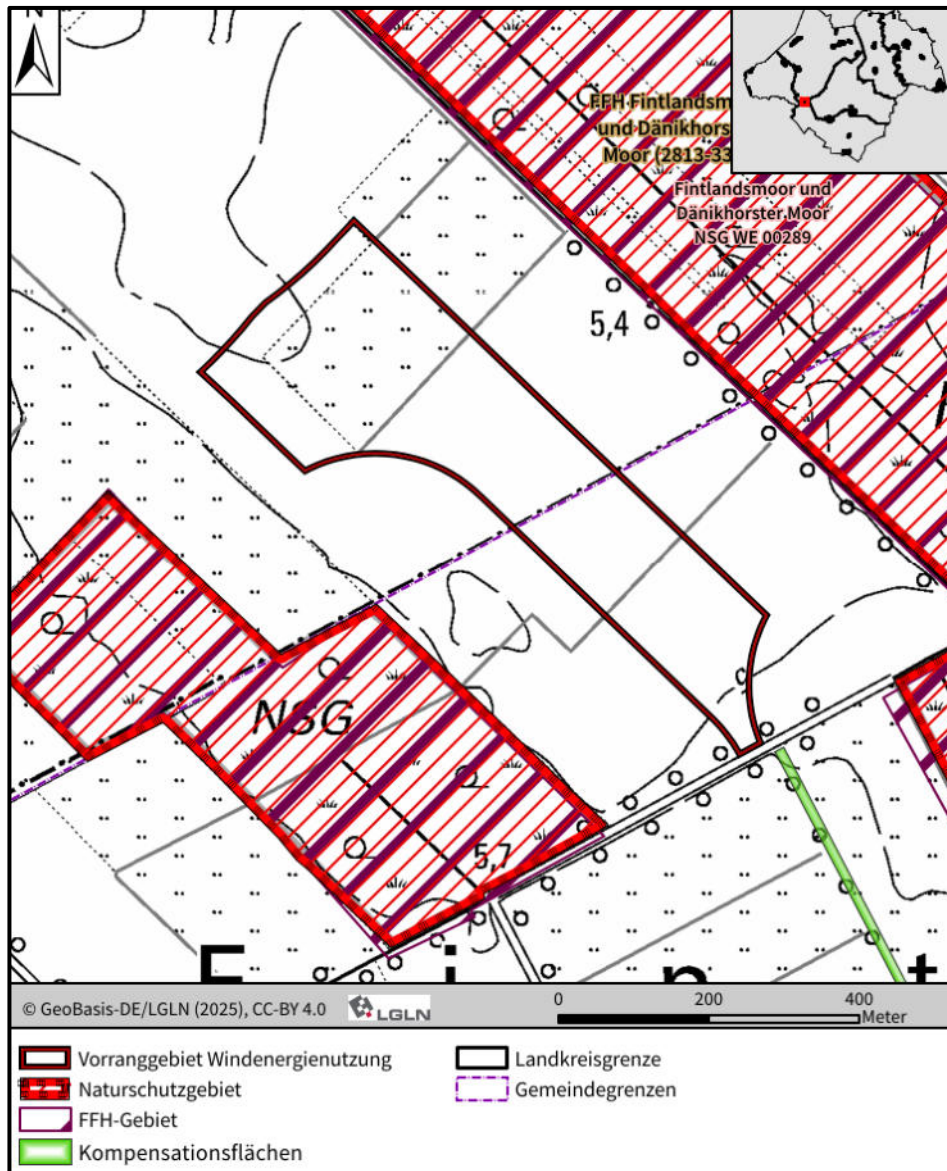 FFH Fintlandsm
und Dänikhors
Moor (2813-33
Fintlandsmoor und
Dänikhorster Moor
NSG WE 00289
5,4
NSG
5,7
F i n t
© GeoBasis-DE/LGLN (2025), CC-BY 4.0
LGLN
0 200 400
Meter
Vorranggebiet Windenergienutzung
Naturschutzgebiet
FFH-Gebiet
Kompensationsflächen
Landkreisgrenze
Gemeindegrenzen